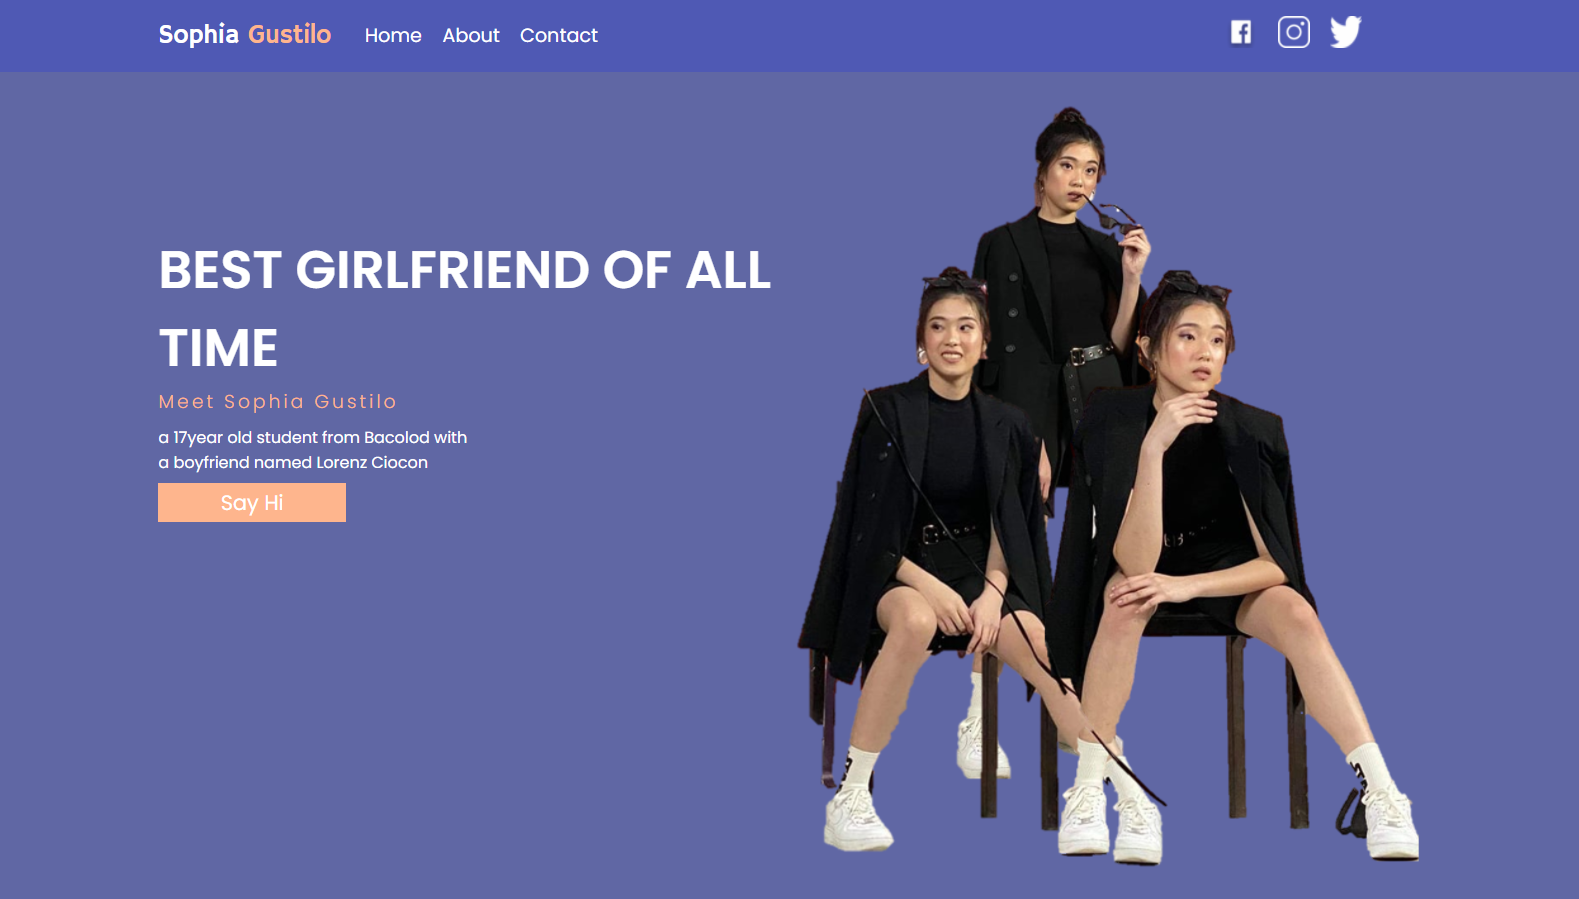 Sophia Gustilo Home About Contact
BEST GIRLFRIEND OF ALL
TIME
Meet Sophia Gustilo
a 17year old student from Bacolod with
a boyfriend named Lorenz Ciocon
Say Hi